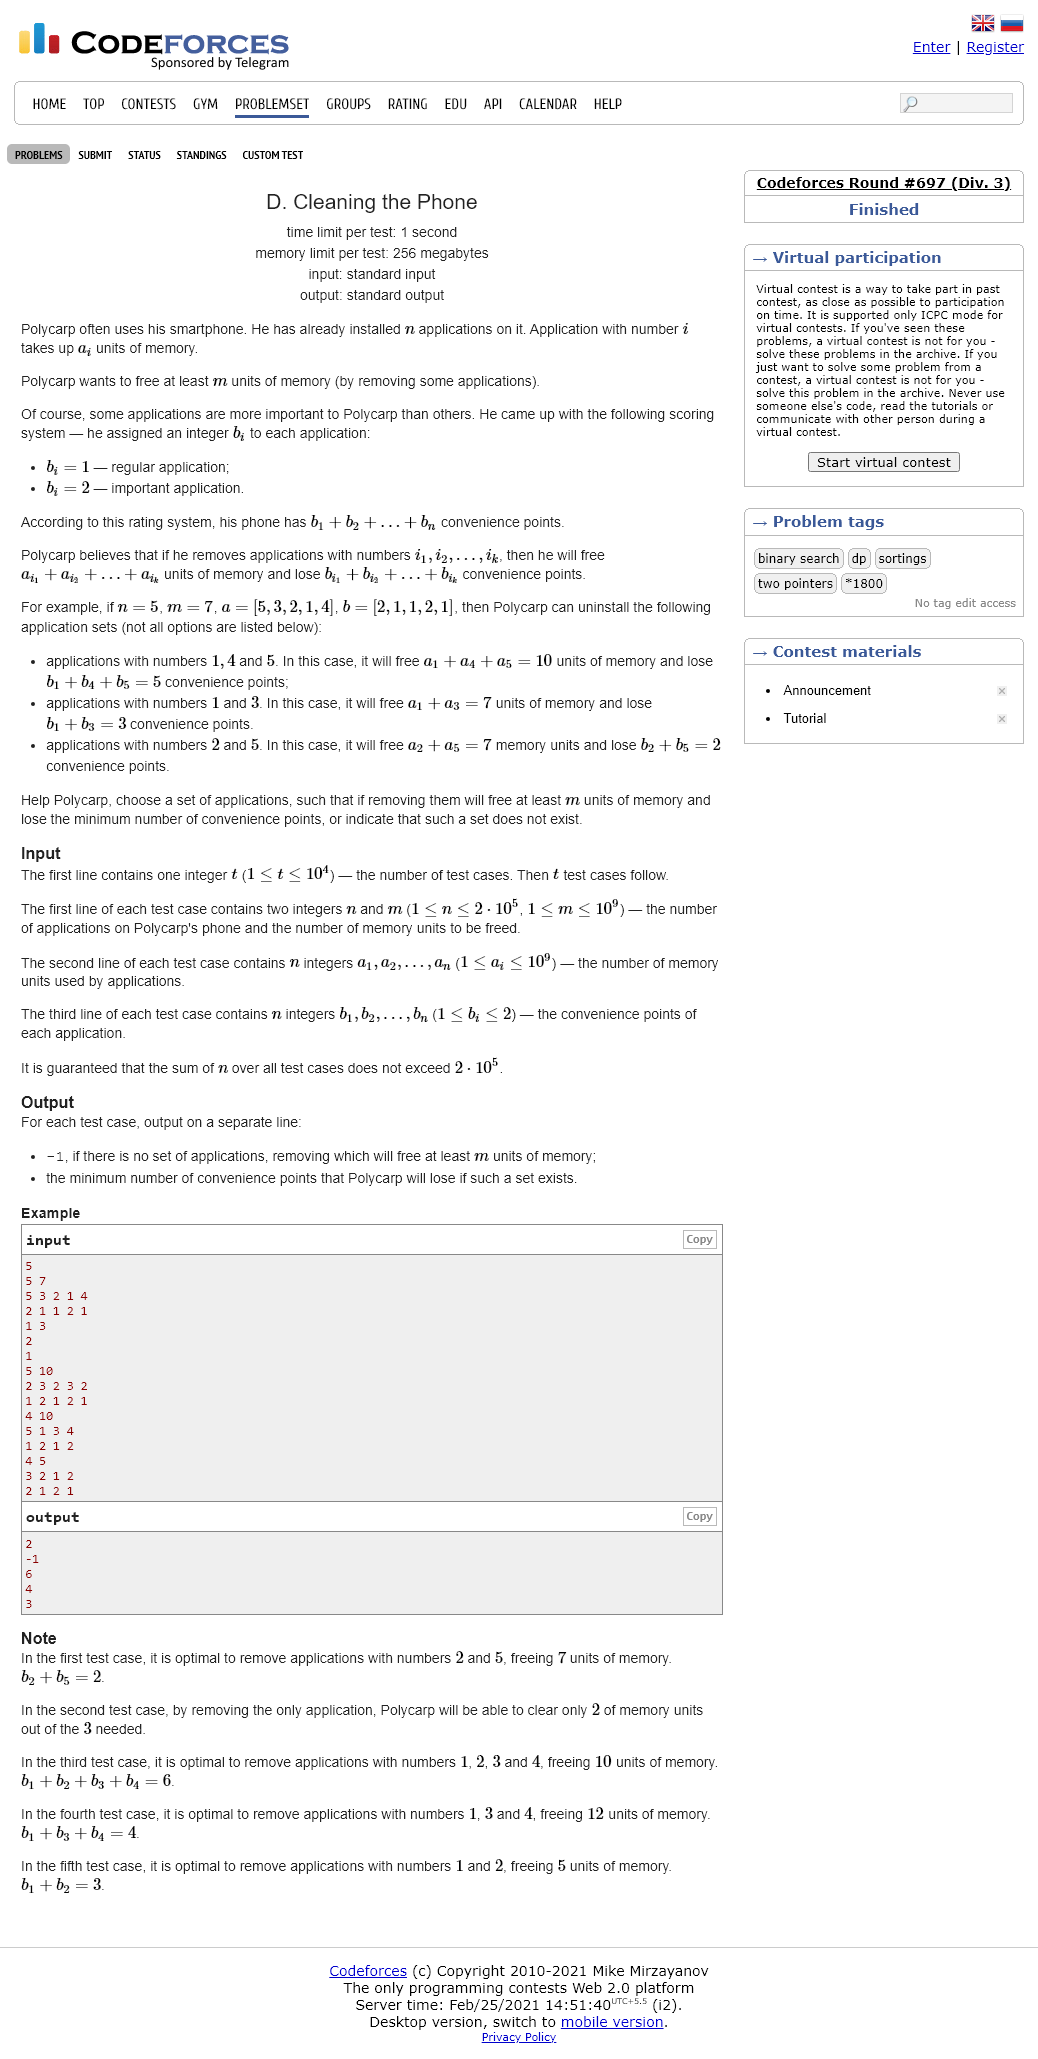 CODEFORCES
Sponsored by Telegram
Enter | Register
HOME TOP CONTESTS GYM PROBLEMSET GROUPS RATING EDU API CALENDAR HELP
PROBLEMS SUBMIT STATUS STANDINGS CUSTOM TEST
D. Cleaning the Phone
time limit per test: 1 second
memory limit per test: 256 megabytes
input: standard input
output: standard output
Polycarp often uses his smartphone. He has already installed n applications on it. Application with number i
takes up a_i units of memory.
Polycarp wants to free at least m units of memory (by removing some applications).
Of course, some applications are more important to Polycarp than others. He came up with the following scoring
system — he assigned an integer b_i to each application:
• b_i = 1 — regular application;
• b_i = 2 — important application.
According to this rating system, his phone has b_1 + b_2 + … + b_n convenience points.
Polycarp believes that if he removes applications with numbers i_1, i_2, …, i_k, then he will free
a_{i_1} + a_{i_2} + … + a_{i_k} units of memory and lose b_{i_1} + b_{i_2} + … + b_{i_k} convenience points.
For example, if n = 5, m = 7, a = [5, 3, 2, 1, 4], b = [2, 1, 1, 2, 1], then Polycarp can uninstall the following
application sets (not all options are listed below):
• applications with numbers 1, 4 and 5. In this case, it will free a_1 + a_4 + a_5 = 10 units of memory and lose
b_1 + b_4 + b_5 = 5 convenience points;
• applications with numbers 1 and 3. In this case, it will free a_1 + a_3 = 7 units of memory and lose
b_1 + b_3 = 3 convenience points.
• applications with numbers 2 and 5. In this case, it will free a_2 + a_5 = 7 memory units and lose b_2 + b_5 = 2
convenience points.
Help Polycarp, choose a set of applications, such that if removing them will free at least m units of memory and
lose the minimum number of convenience points, or indicate that such a set does not exist.
Input
The first line contains one integer t (1 ≤ t ≤ 10^4) — the number of test cases. Then t test cases follow.
The first line of each test case contains two integers n and m (1 ≤ n ≤ 2 · 10^5, 1 ≤ m ≤ 10^9) — the number
of applications on Polycarp's phone and the number of memory units to be freed.
The second line of each test case contains n integers a_1, a_2, …, a_n (1 ≤ a_i ≤ 10^9) — the number of memory
units used by applications.
The third line of each test case contains n integers b_1, b_2, …, b_n (1 ≤ b_i ≤ 2) — the convenience points of
each application.
It is guaranteed that the sum of n over all test cases does not exceed 2 · 10^5.
Output
For each test case, output on a separate line:
• -1, if there is no set of applications, removing which will free at least m units of memory;
• the minimum number of convenience points that Polycarp will lose if such a set exists.
Example
input Copy
5
5 7
5 3 2 1 4
2 1 1 2 1
1 3
2
1
5 10
2 3 2 3 2
1 2 1 2 1
4 10
5 1 3 4
1 2 1 2
4 5
3 2 1 2
2 1 2 1
output Copy
2
-1
6
4
3
Note
In the first test case, it is optimal to remove applications with numbers 2 and 5, freeing 7 units of memory.
b_2 + b_5 = 2.
In the second test case, by removing the only application, Polycarp will be able to clear only 2 of memory units
out of the 3 needed.
In the third test case, it is optimal to remove applications with numbers 1, 2, 3 and 4, freeing 10 units of memory.
b_1 + b_2 + b_3 + b_4 = 6.
In the fourth test case, it is optimal to remove applications with numbers 1, 3 and 4, freeing 12 units of memory.
b_1 + b_3 + b_4 = 4.
In the fifth test case, it is optimal to remove applications with numbers 1 and 2, freeing 5 units of memory.
b_1 + b_2 = 3.
Codeforces Round #697 (Div. 3)
Finished
→ Virtual participation
Virtual contest is a way to take part in past
contest, as close as possible to participation
on time. It is supported only ICPC mode for
virtual contests. If you've seen these
problems, a virtual contest is not for you -
solve these problems in the archive. If you
just want to solve some problem from a
contest, a virtual contest is not for you -
solve this problem in the archive. Never use
someone else's code, read the tutorials or
communicate with other person during a
virtual contest.
Start virtual contest
→ Problem tags
binary search dp sortings
two pointers *1800
No tag edit access
→ Contest materials
• Announcement
• Tutorial
Codeforces (c) Copyright 2010-2021 Mike Mirzayanov
The only programming contests Web 2.0 platform
Server time: Feb/25/2021 14:51:40 UTC+5.5 (i2).
Desktop version, switch to mobile version.
Privacy Policy